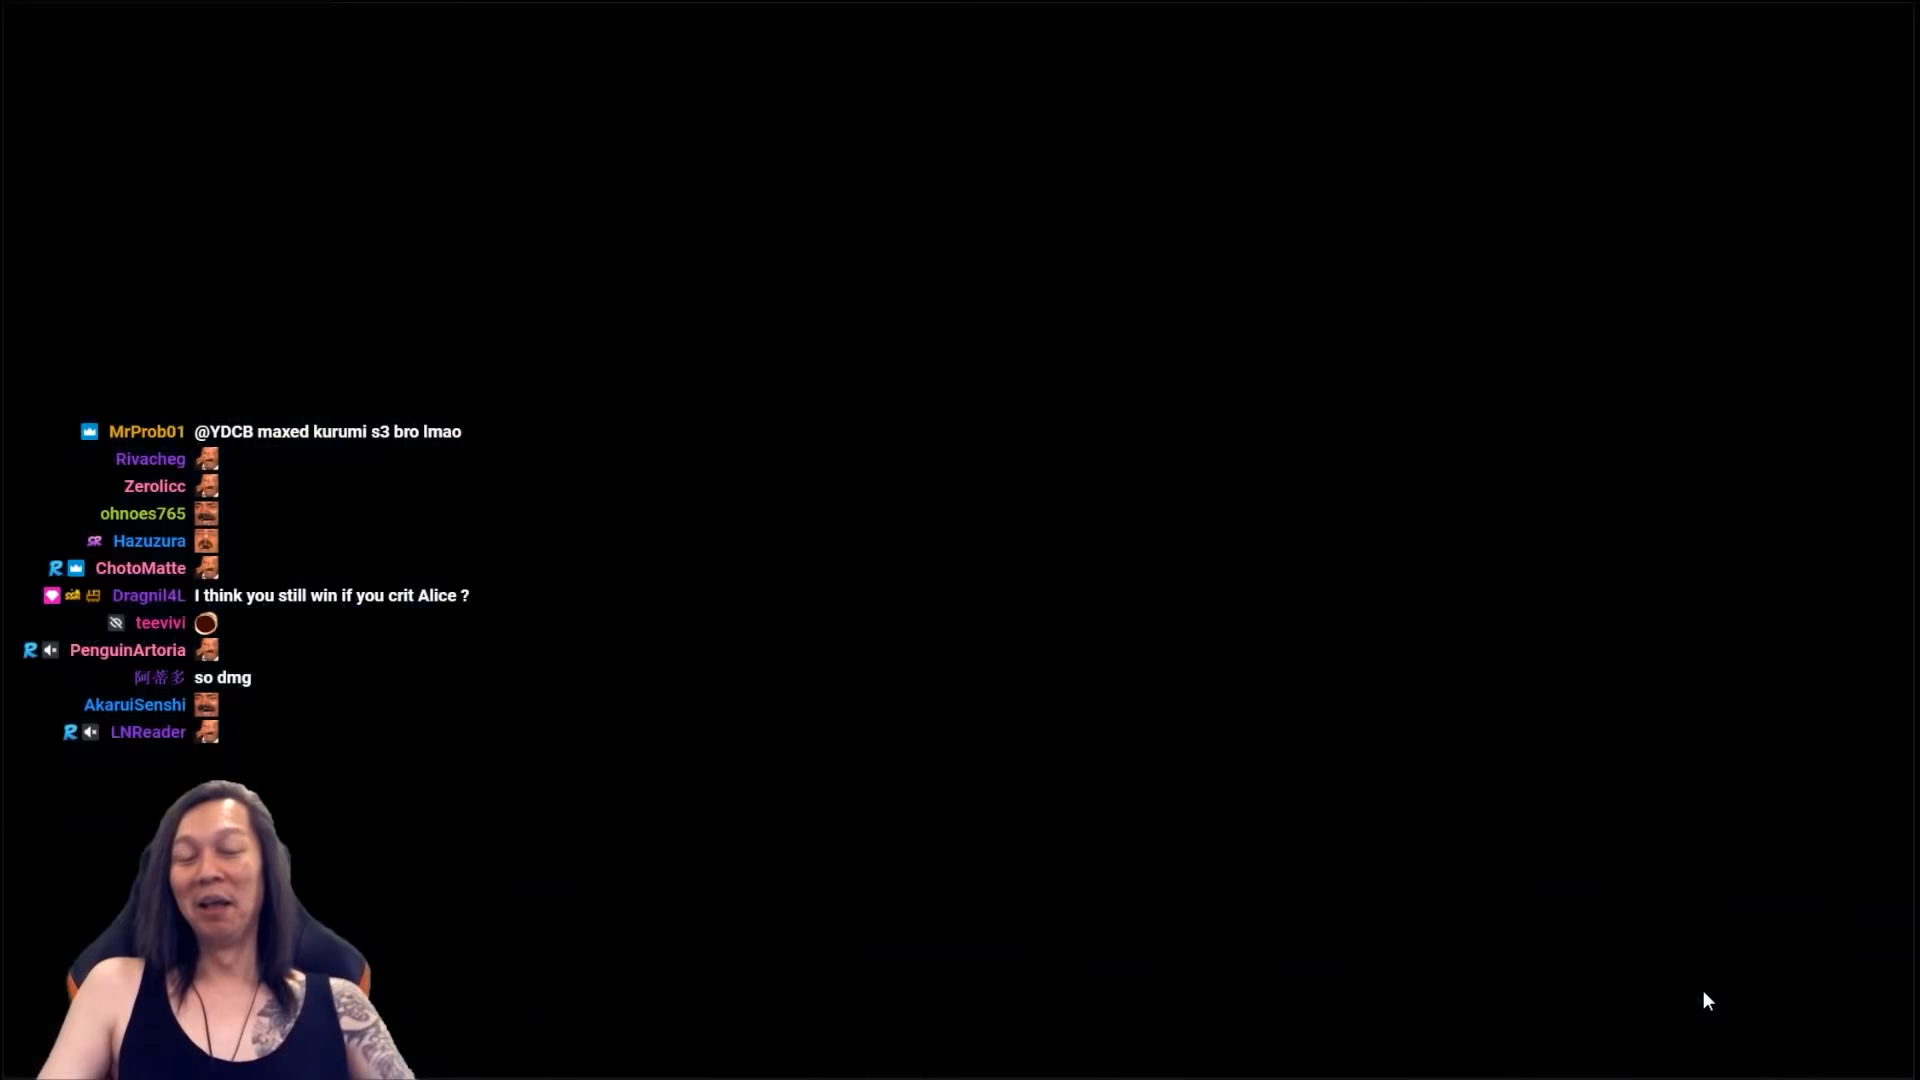 MrProb01 @YDCB maxed kurumi s3 bro lmao
Rivacheg
Zerolicc
ohnoes765
SR Hazuzura
R ChotoMatte
Dragnil4L I think you still win if you crit Alice ?
teevivi
R PenguinArtoria
阿蒂多 so dmg
AkaruiSenshi
R LNReader